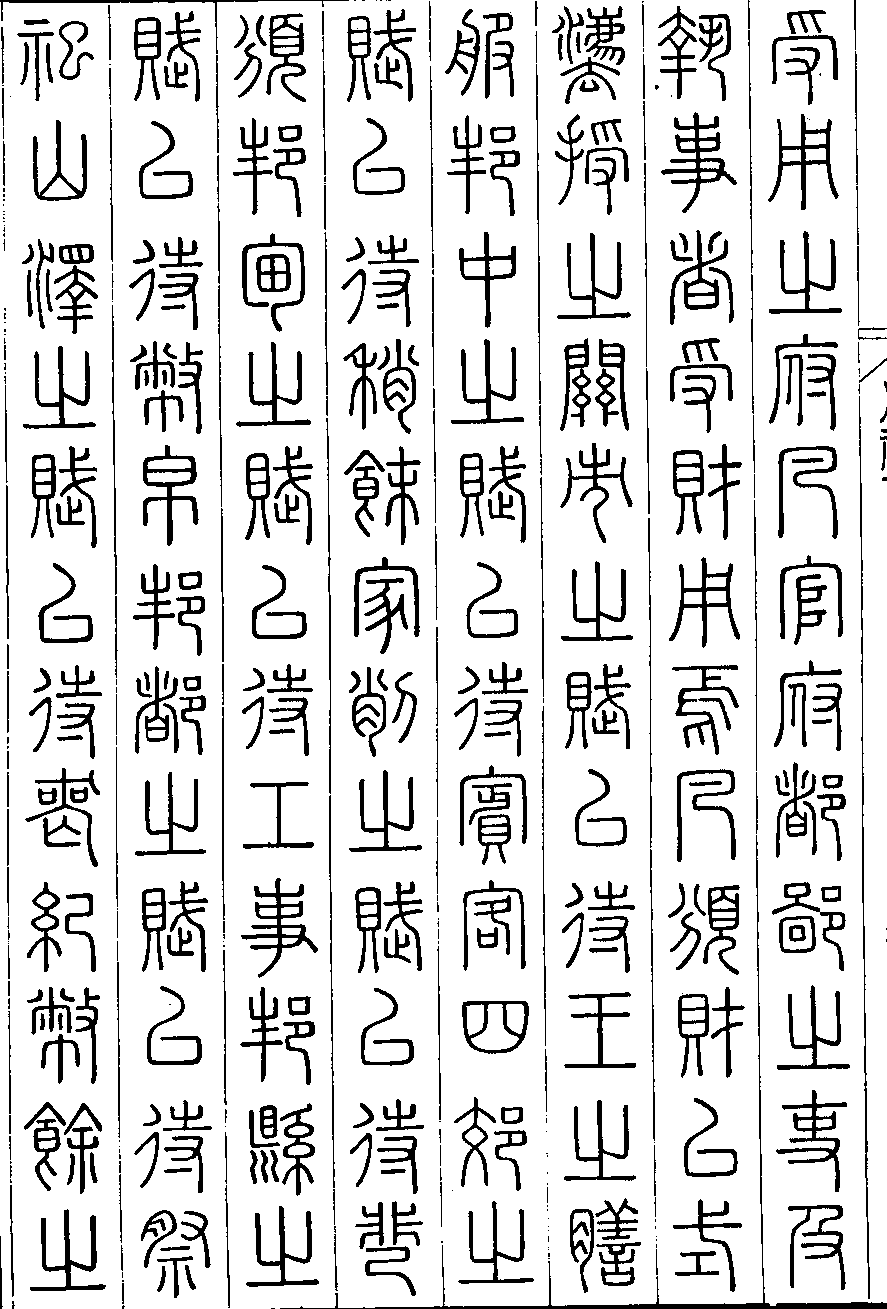 受用之府凡官府都鄙之吏及
執事者受財用焉凡頒財以式
灋授之關市之賦以待王之膳
服邦中之賦以待賓客四郊之
賦以待稍䬴家削之賦以待匪
頒邦甸之賦以待工事邦縣之
賦以待幣帛邦都之賦以待祭
祀山澤之賦以待喪紀幣餘之